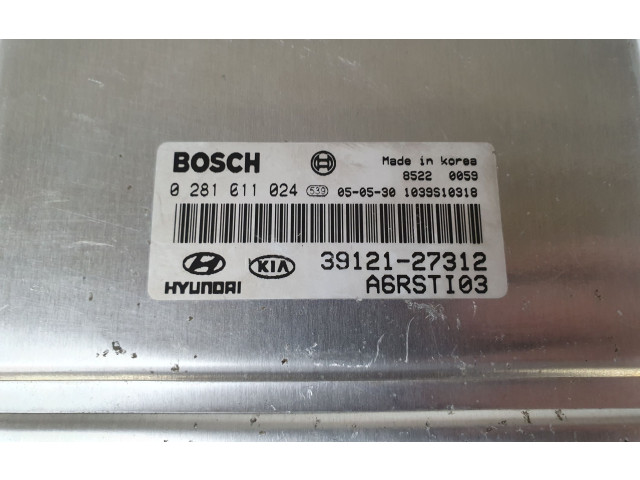 BOSCH
Made in korea
8522 0059
0 281 011 024 539 05-05-30 1039S10318
HYUNDAI KIA 39121-27312
A6RSTI03